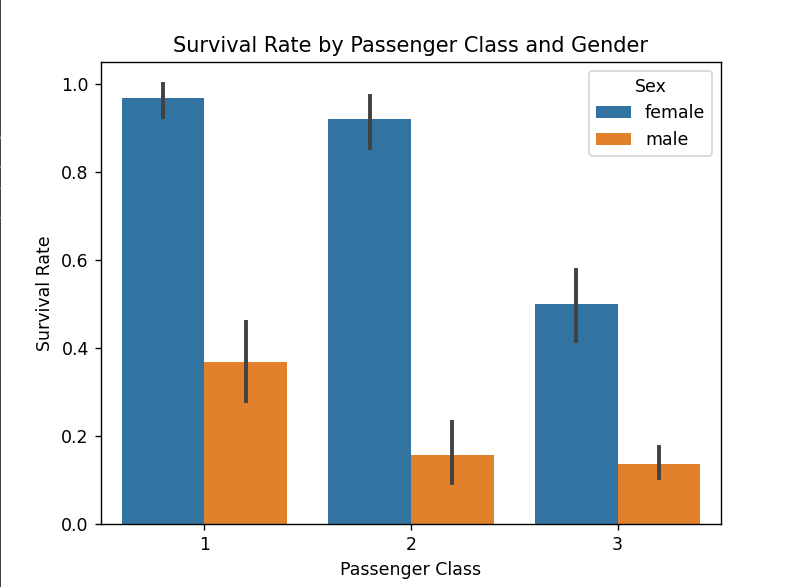 Survival Rate by Passenger Class and Gender
Sex
female
male
1.0
0.8
0.6
0.4
0.2
0.0
Survival Rate
1 2 3
Passenger Class